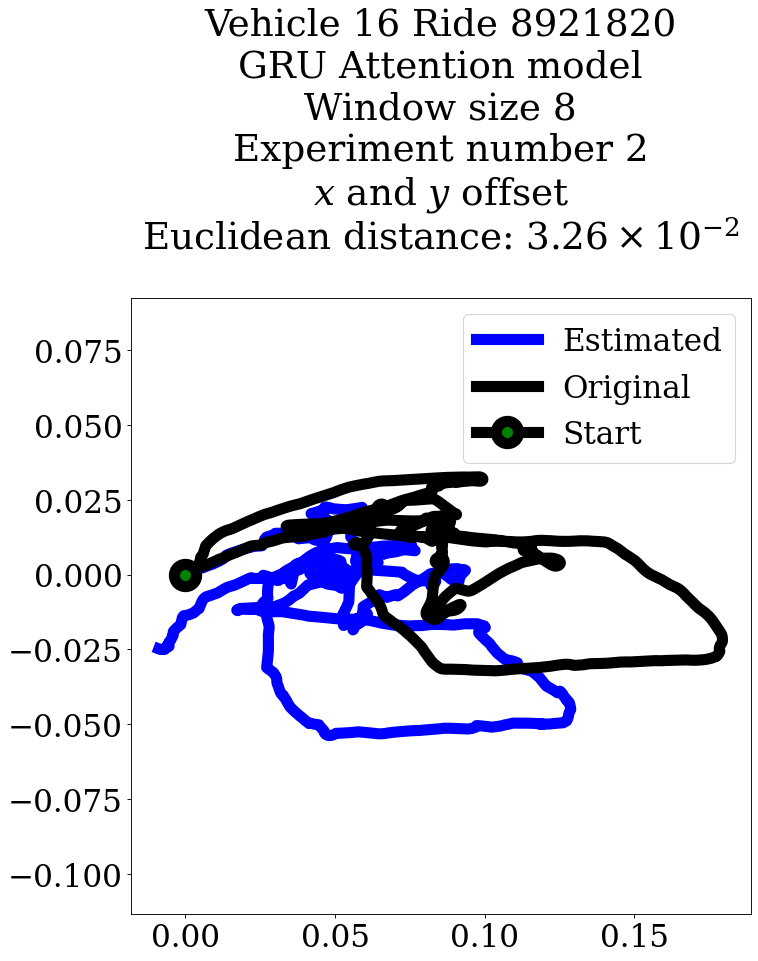 Vehicle 16 Ride 8921820
GRU Attention model
Window size 8
Experiment number 2
x and y offset
Euclidean distance: 3.26 × 10⁻²
Estimated
Original
Start
0.075
0.050
0.025
0.000
−0.025
−0.050
−0.075
−0.100
0.00 0.05 0.10 0.15